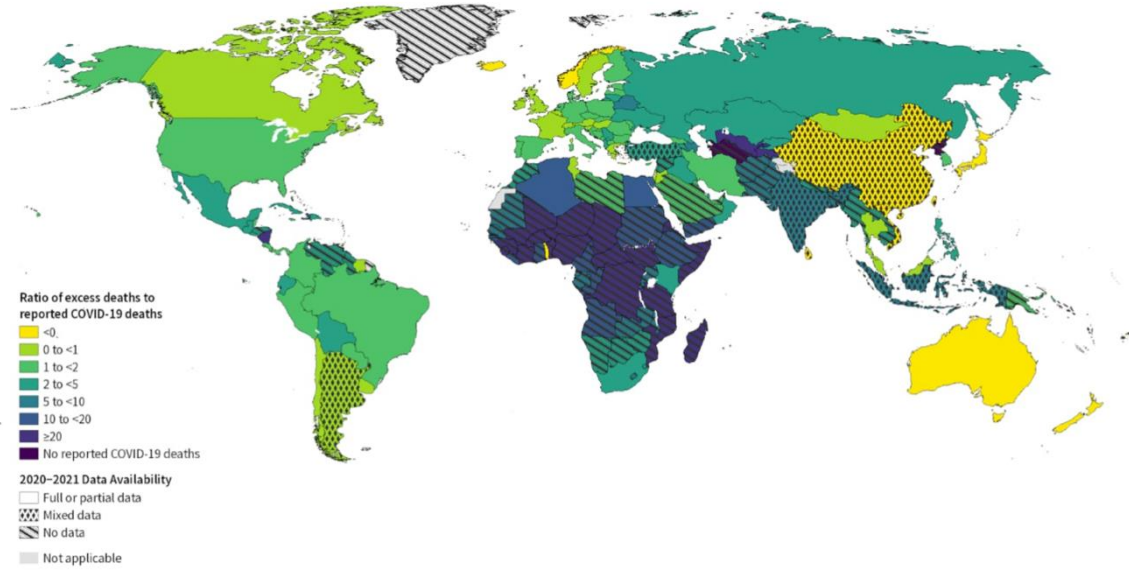 Ratio of excess deaths to
reported COVID-19 deaths
<0.
0 to <1
1 to <2
2 to <5
5 to <10
10 to <20
≥20
No reported COVID-19 deaths
2020–2021 Data Availability
Full or partial data
Mixed data
No data
Not applicable